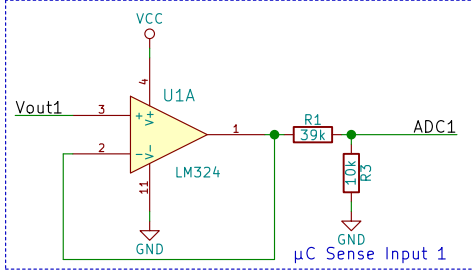 VCC
4
U1A
Vout1
3
+
V+
1
R1
39k
ADC1
2
-
V-
LM324
10k
R3
11
GND
GND
µC Sense Input 1